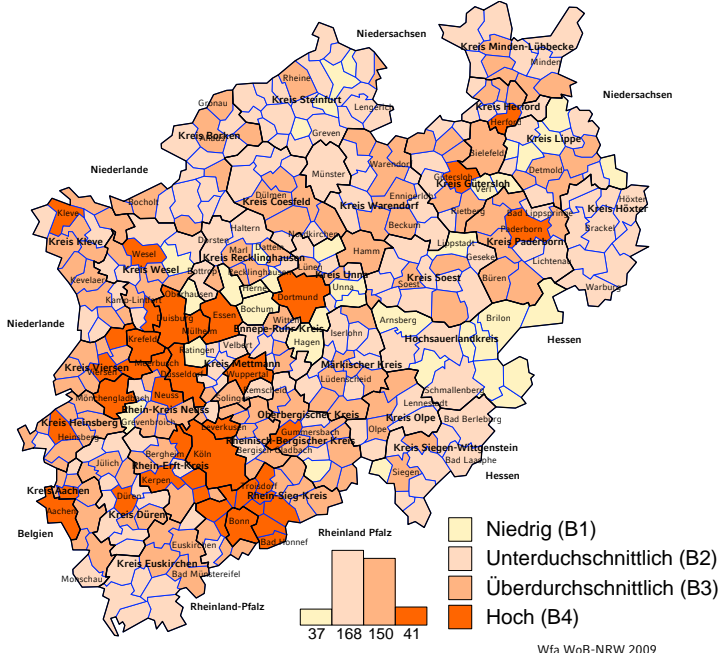 Niedersachsen
Kreis Minden-Lübbecke
Minden
Rheine
Kreis Steinfurt
Niedersachsen
Gronau
Lengerich
Kreis Herford
Herford
Kreis Borken
Greven
Kreis Lippe
Bielefeld
Niederlande
Münster
Warendorf
Gütersloh
Kreis Gütersloh
Verl
Detmold
Bocholt
Dülmen
Kreis Coesfeld
Ennigerloh
Kreis Warendorf
Rietberg
Bad Lippspringe
Höxter
Kreis Höxter
Kleve
Haltern
Nordkirchen
Beckum
Paderborn
Brakel
Kreis Kleve
Dorsten
Datteln
Lippstadt
Kreis Paderborn
Wesel
Marl
Kreis Recklinghausen
Hamm
Geseke
Lichtenau
Kreis Wesel
Bottrop
Recklinghausen
Lünen
Kreis Unna
Kreis Soest
Büren
Kevelaer
Herne
Unna
Soest
Warburg
Kamp-Lintfort
Oberhausen
Dortmund
Duisburg
Essen
Bochum
Witten
Arnsberg
Brilon
Niederlande
Mülheim
Ennepe-Ruhr-Kreis
Iserlohn
Hochsauerlandkreis
Hessen
Krefeld
Ratingen
Velbert
Hagen
Kreis Viersen
Viersen
Meerbusch
Kreis Mettmann
Märkischer Kreis
Düsseldorf
Wuppertal
Lüdenscheid
Mönchengladbach
Neuss
Solingen
Remscheid
Schmallenberg
Rhein-Kreis Neuss
Lennestadt
Kreis Heinsberg
Grevenbroich
Oberbergischer Kreis
Kreis Olpe
Bad Berleburg
Heinsberg
Leverkusen
Gummersbach
Olpe
Rheinisch-Bergischer Kreis
Bergisch Gladbach
Kreis Siegen-Wittgenstein
Bergheim
Köln
Bad Laasphe
Jülich
Rhein-Erft-Kreis
Siegen
Hessen
Kreis Aachen
Kerpen
Troisdorf
Düren
Rhein-Sieg-Kreis
Aachen
Kreis Düren
Bonn
Belgien
Bad Honnef
Rheinland Pfalz
Euskirchen
Kreis Euskirchen
Bad Münstereifel
Monschau
Rheinland-Pfalz
Niedrig (B1)
Unterduchschnittlich (B2)
Überdurchschnittlich (B3)
Hoch (B4)
37 168 150 41
Wfa WoB-NRW 2009